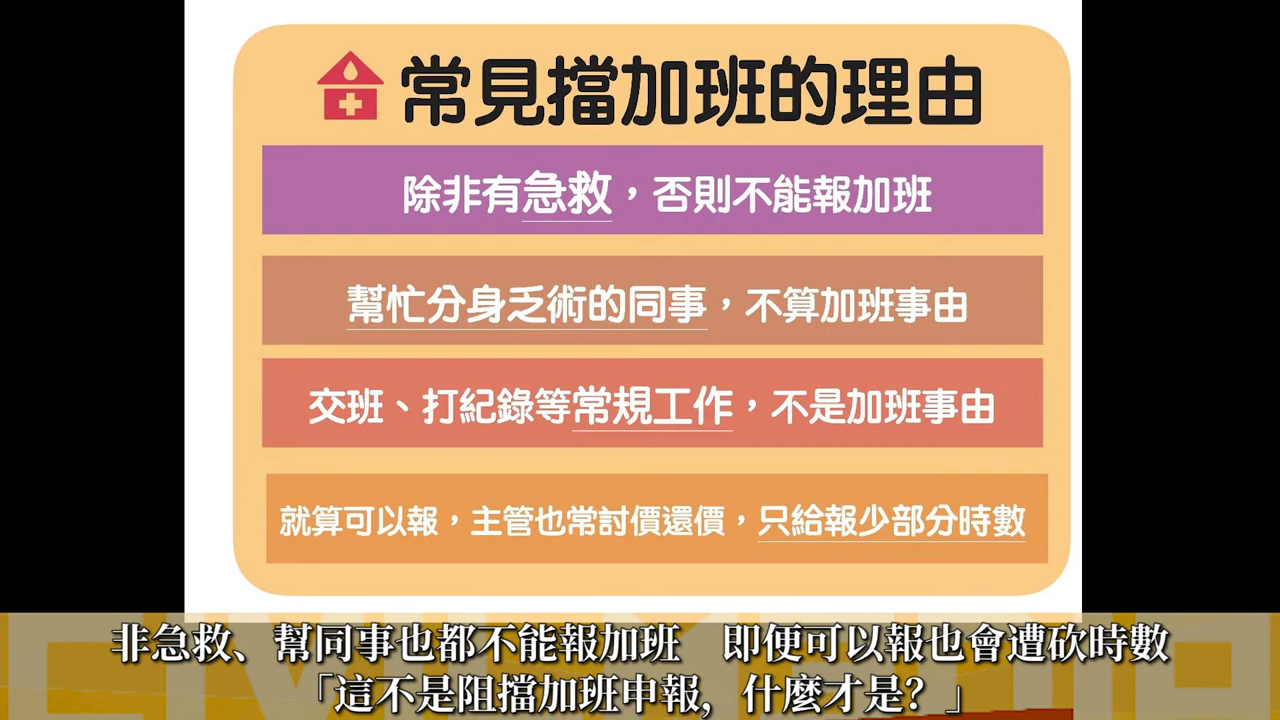 常見擋加班的理由
除非有急救，否則不能報加班
幫忙分身乏術的同事，不算加班事由
交班、打紀錄等常規工作，不是加班事由
就算可以報，主管也常討價還價，只給報少部分時數
非急救、幫同事也都不能報加班　即便可以報也會遭砍時數
「這不是阻擋加班申報，什麼才是？」